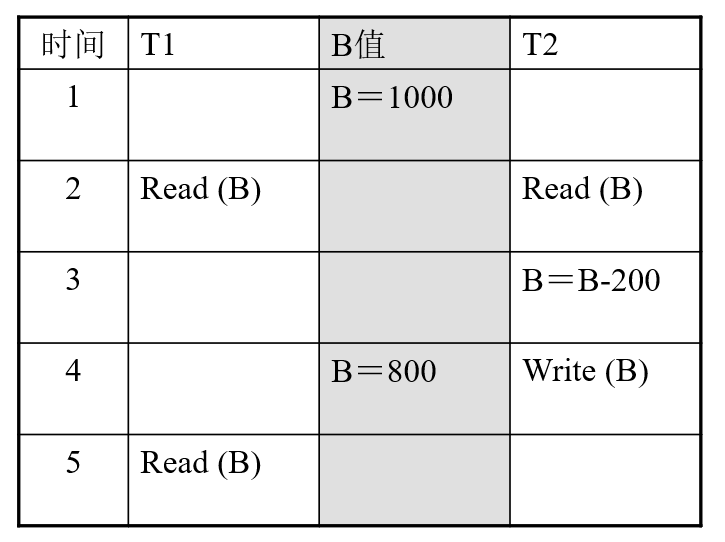 时间 T1 B值 T2
1 B＝1000
2 Read (B) Read (B)
3 B＝B-200
4 B＝800 Write (B)
5 Read (B)